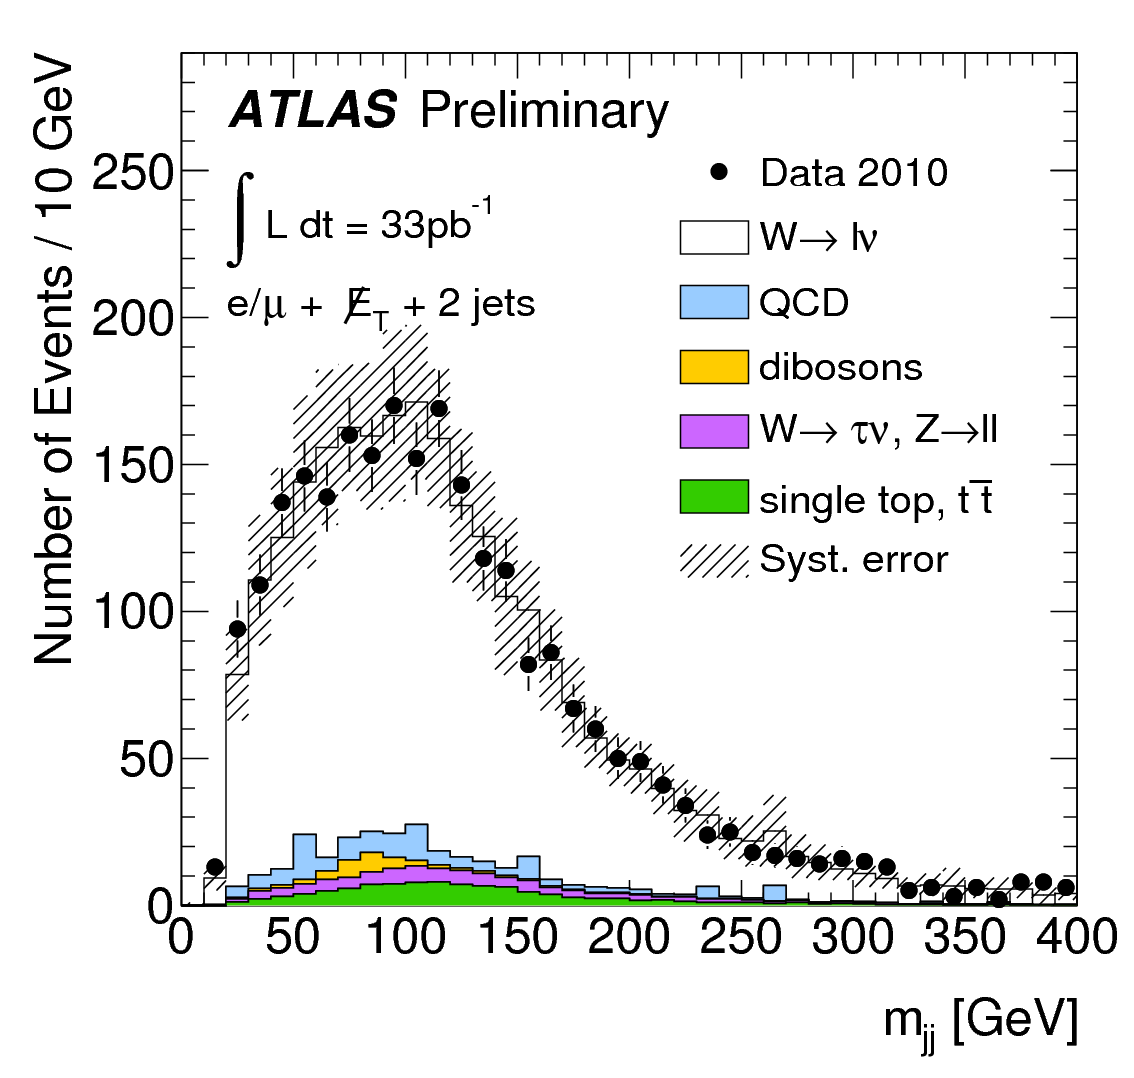 ATLAS Preliminary
∫ L dt = 33pb⁻¹
e/μ + E̸_T + 2 jets
Data 2010
W→ lν
QCD
dibosons
W→ τν, Z→ll
single top, tt̅
Syst. error
Number of Events / 10 GeV
250
200
150
100
50
0
0 50 100 150 200 250 300 350 400
m_jj [GeV]